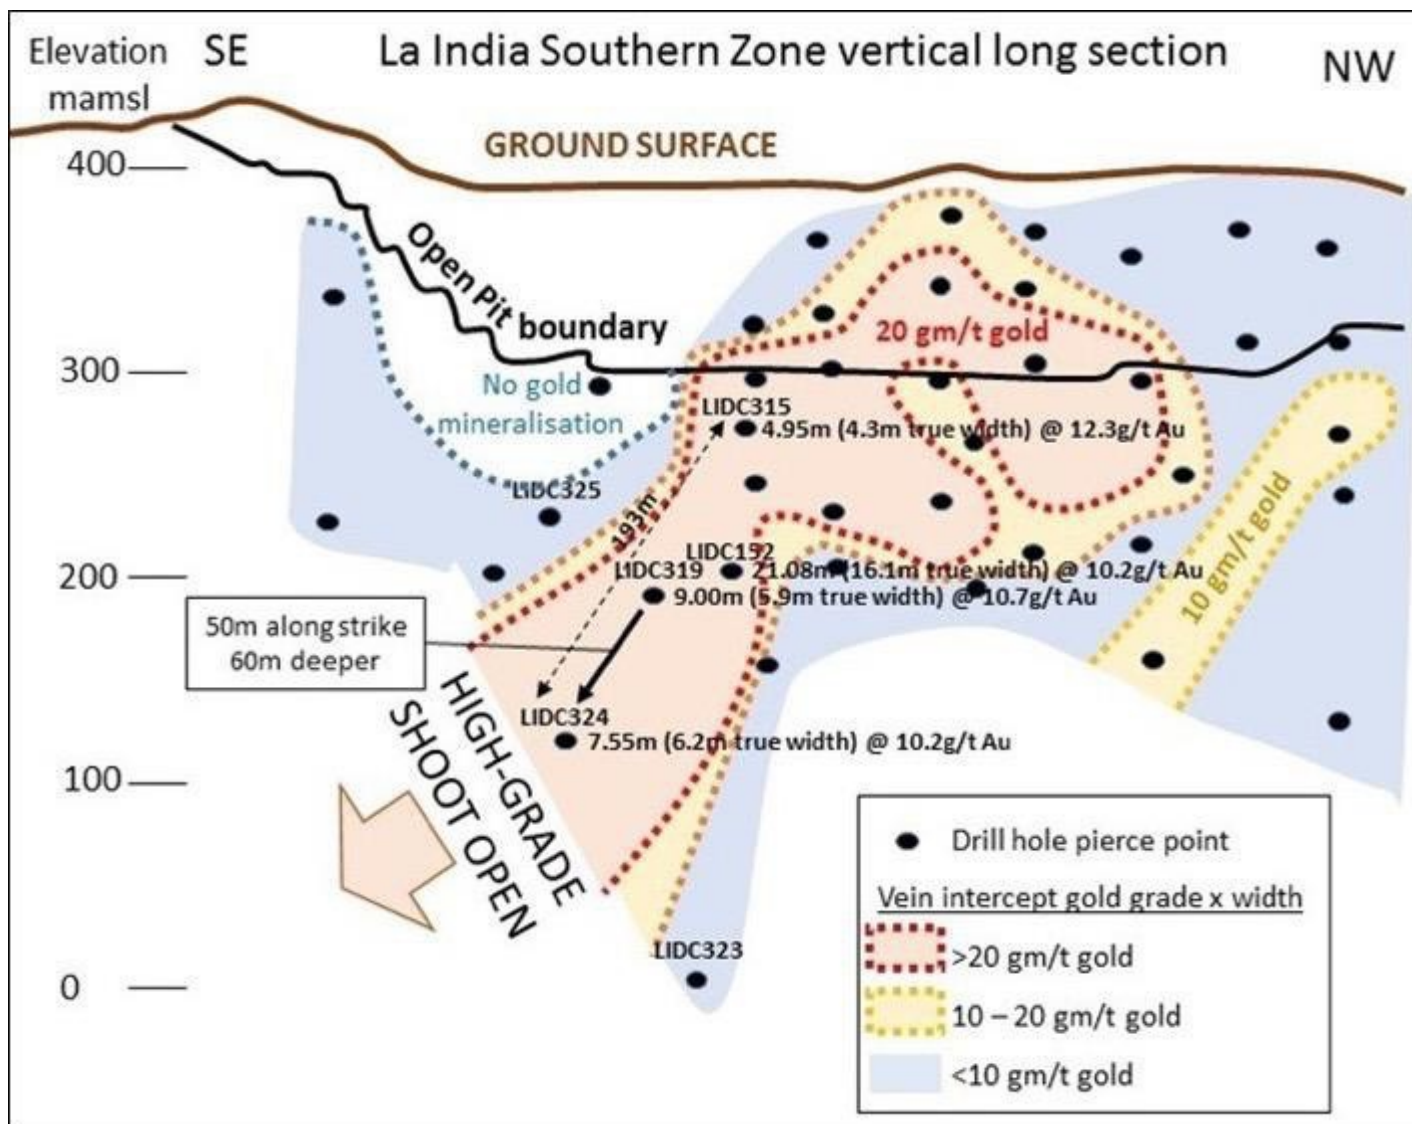 Elevation
mamsl
SE
La India Southern Zone vertical long section
NW
GROUND SURFACE
400
Open Pit boundary
20 gm/t gold
300
No gold
mineralisation
LIDC315
4.95m (4.3m true width) @ 12.3g/t Au
LIDC325
193m
10 gm/t gold
LIDC152
21.08m (16.1m true width) @ 10.2g/t Au
200
LIDC319
9.00m (5.9m true width) @ 10.7g/t Au
50m along strike
60m deeper
LIDC324
7.55m (6.2m true width) @ 10.2g/t Au
HIGH-GRADE
SHOOT OPEN
100
LIDC323
0
Drill hole pierce point
Vein intercept gold grade x width
>20 gm/t gold
10 – 20 gm/t gold
<10 gm/t gold